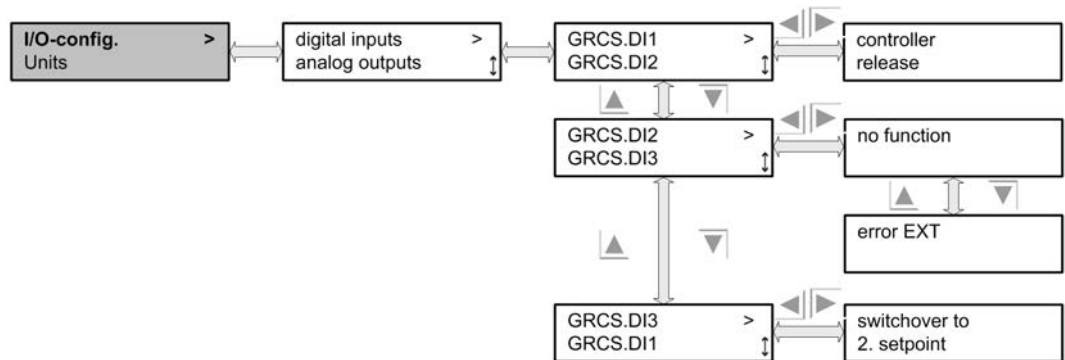 I/O-config. >
Units
digital inputs >
analog outputs
GRCS.DI1 >
GRCS.DI2
controller
release
GRCS.DI2 >
GRCS.DI3
no function
error EXT
GRCS.DI3 >
GRCS.DI1
switchover to
2. setpoint